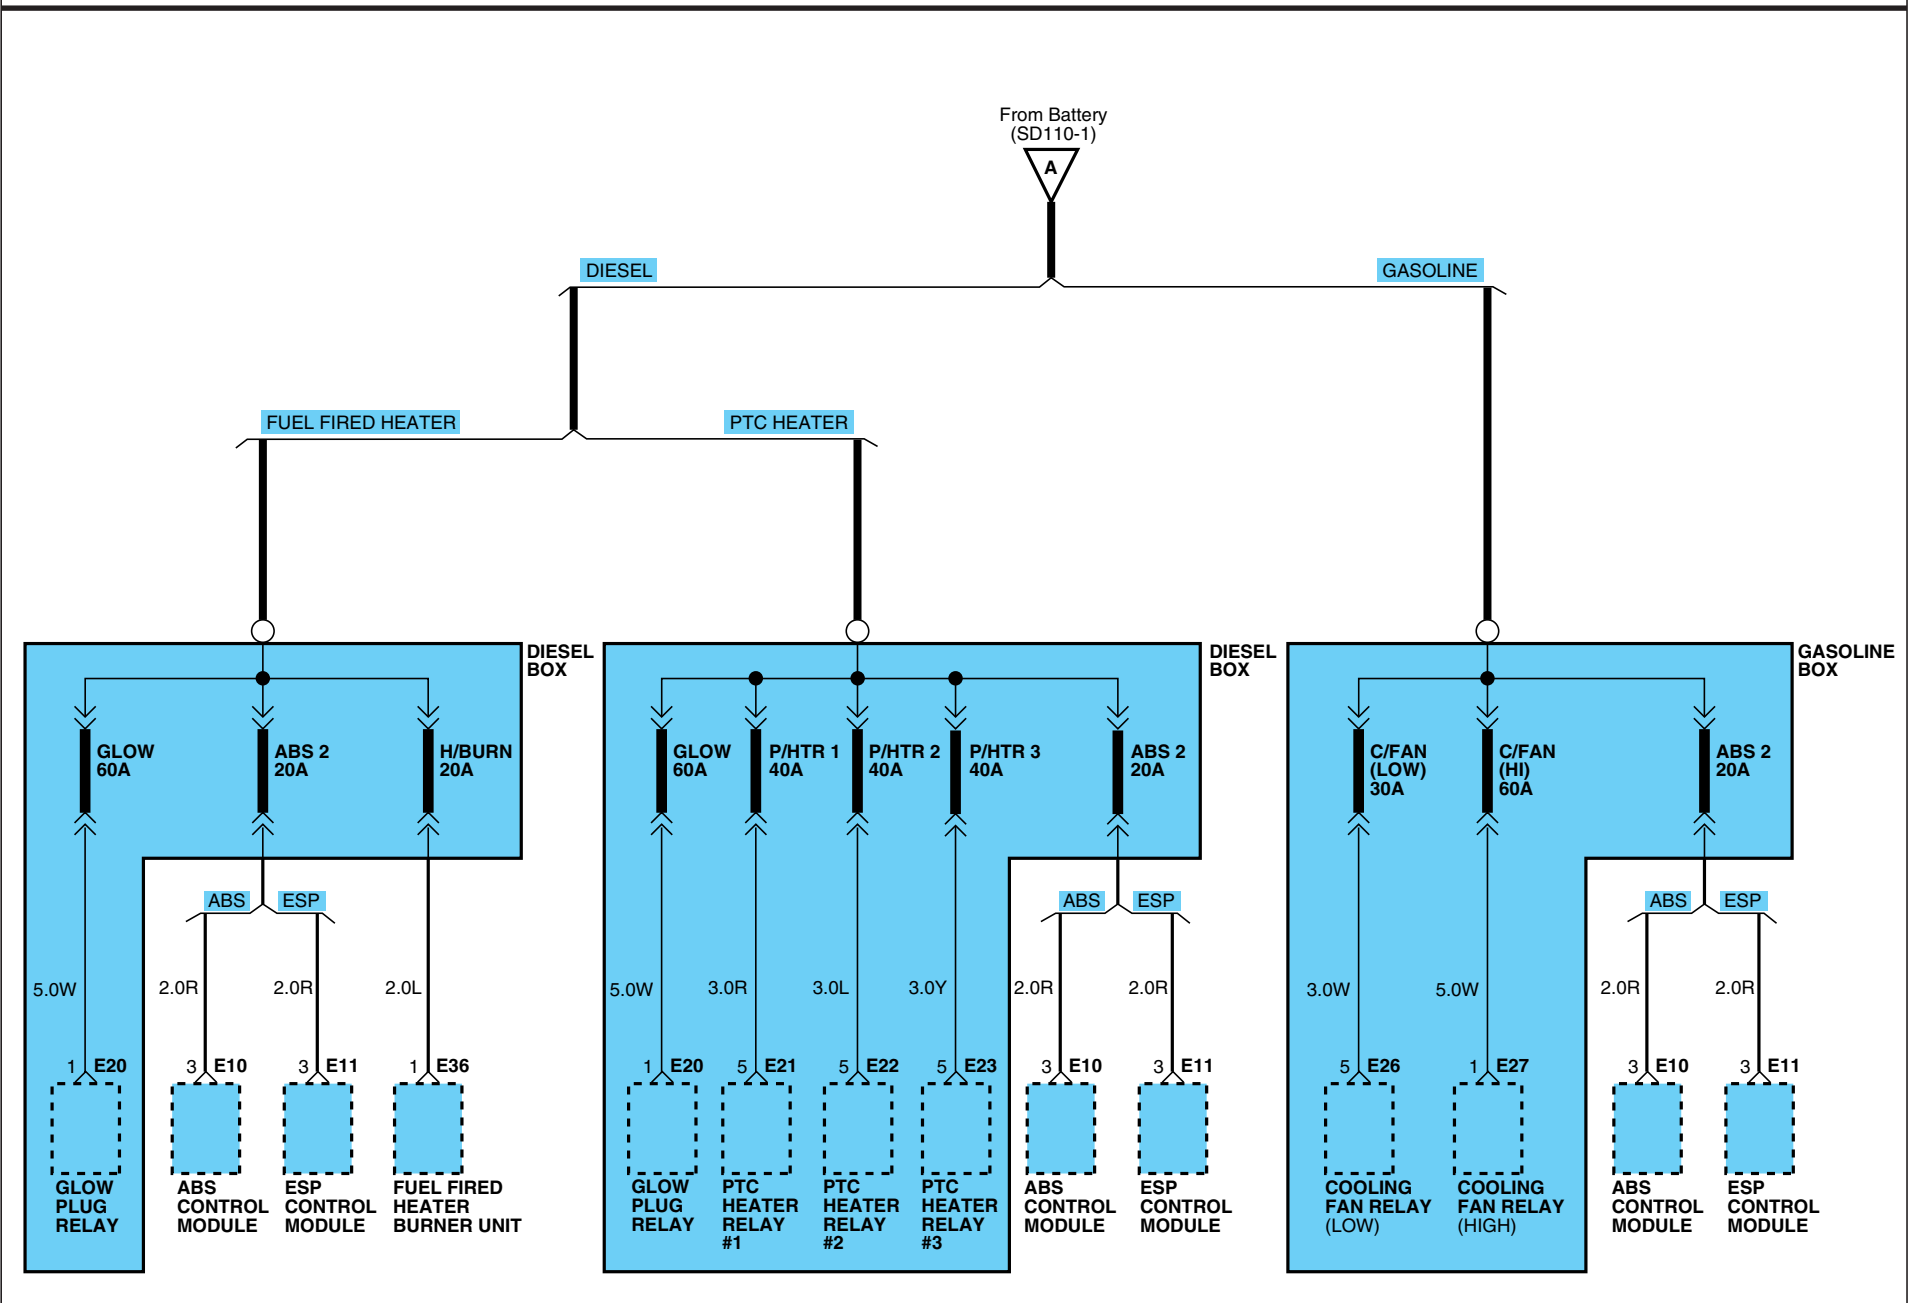 From Battery
(SD110-1)
A
DIESEL
GASOLINE
FUEL FIRED HEATER
PTC HEATER
DIESEL
BOX
GLOW
60A
ABS 2
20A
H/BURN
20A
ABS
ESP
5.0W
2.0R
2.0R
2.0L
1 E20
3 E10
3 E11
1 E36
GLOW
PLUG
RELAY
ABS
CONTROL
MODULE
ESP
CONTROL
MODULE
FUEL FIRED
HEATER
BURNER UNIT
DIESEL
BOX
GLOW
60A
P/HTR 1
40A
P/HTR 2
40A
P/HTR 3
40A
ABS 2
20A
ABS
ESP
5.0W
3.0R
3.0L
3.0Y
2.0R
2.0R
1 E20
5 E21
5 E22
5 E23
3 E10
3 E11
GLOW
PLUG
RELAY
PTC
HEATER
RELAY
#1
PTC
HEATER
RELAY
#2
PTC
HEATER
RELAY
#3
ABS
CONTROL
MODULE
ESP
CONTROL
MODULE
GASOLINE
BOX
C/FAN
(LOW)
30A
C/FAN
(HI)
60A
ABS 2
20A
ABS
ESP
3.0W
5.0W
2.0R
2.0R
5 E26
1 E27
3 E10
3 E11
COOLING
FAN RELAY
(LOW)
COOLING
FAN RELAY
(HIGH)
ABS
CONTROL
MODULE
ESP
CONTROL
MODULE